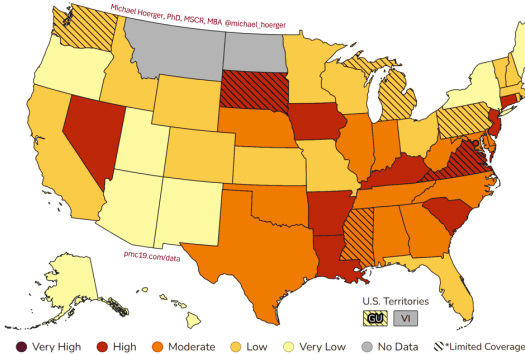 Michael Hoerger, PhD, MSCR, MBA @michael_hoerger
pmc19.com/data
U.S. Territories
GU VI
Very High High Moderate Low Very Low No Data *Limited Coverage